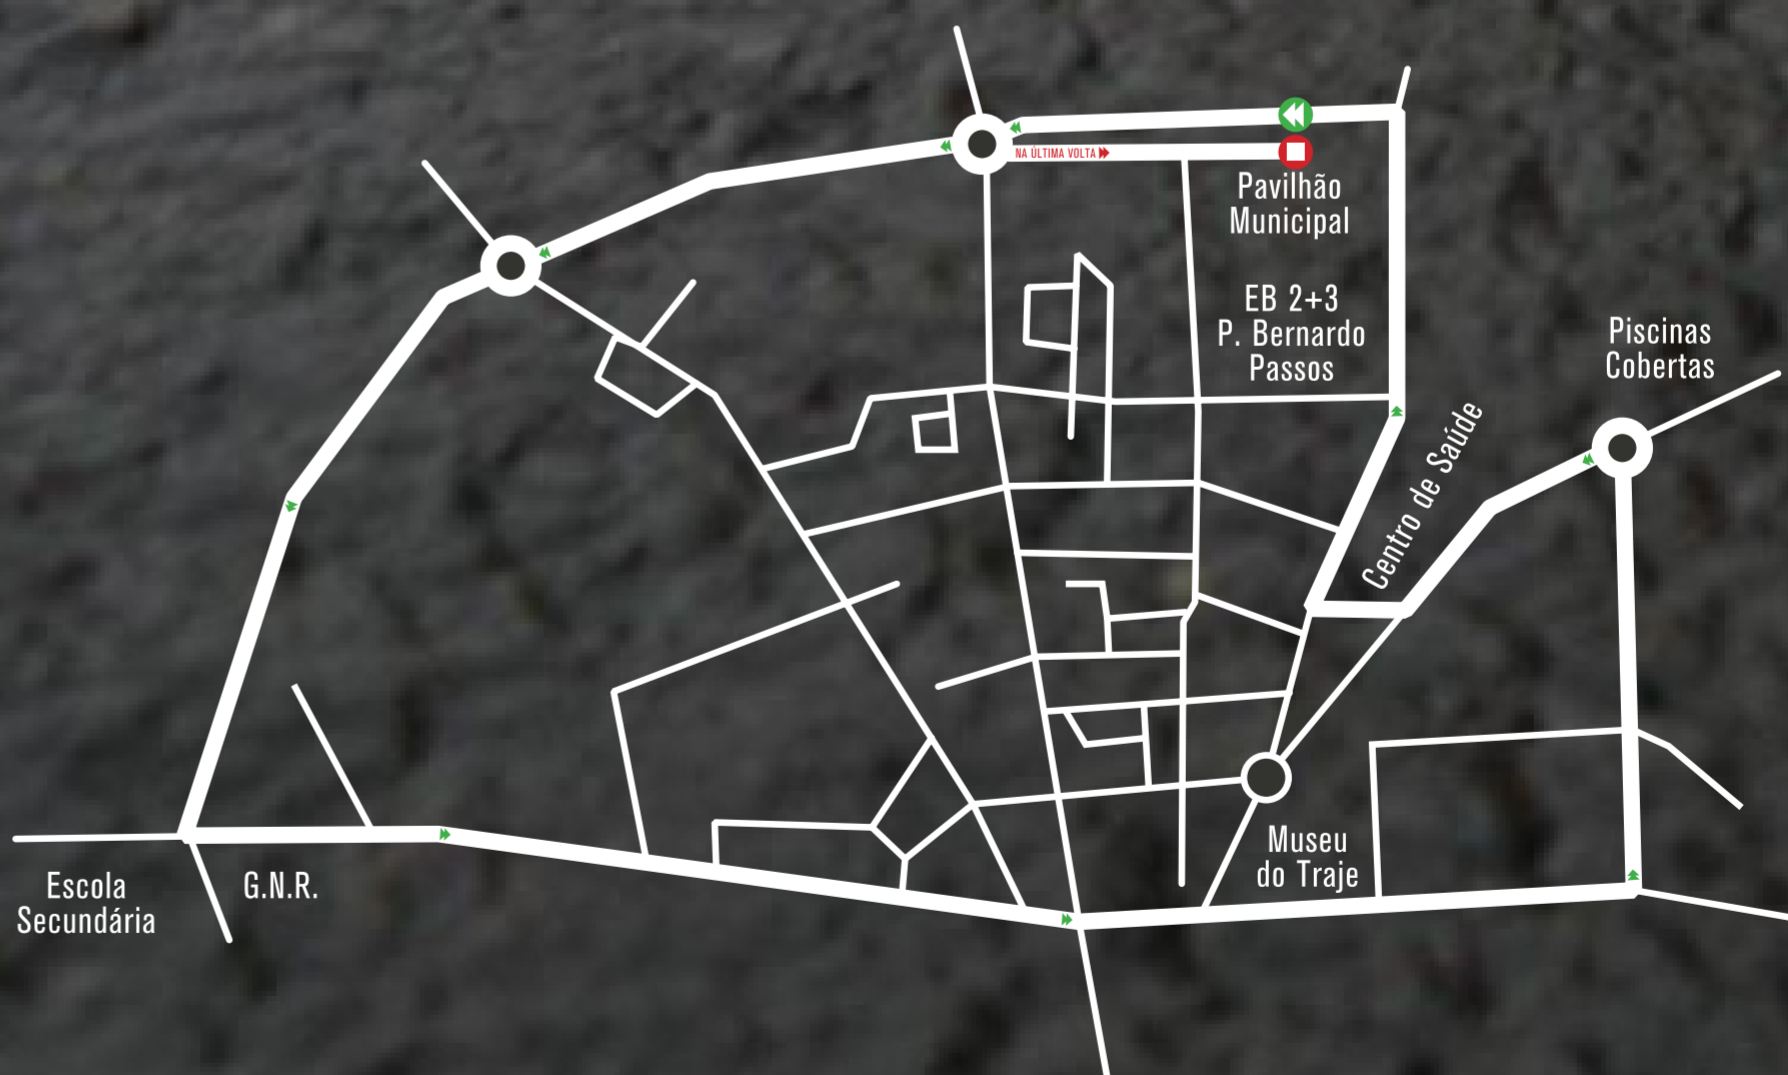 NA ÚLTIMA VOLTA
Pavilhão
Municipal
EB 2+3
P. Bernardo
Passos
Piscinas
Cobertas
Centro de Saúde
Museu
do Traje
Escola
Secundária
G.N.R.